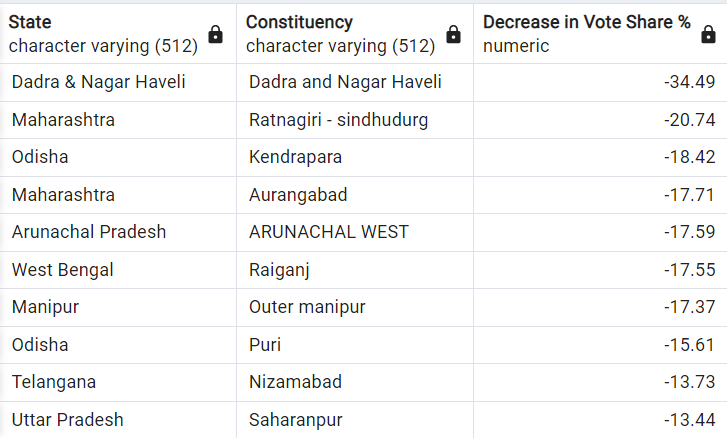 State Constituency Decrease in Vote Share %
character varying (512) character varying (512) numeric
Dadra & Nagar Haveli Dadra and Nagar Haveli -34.49
Maharashtra Ratnagiri - sindhudurg -20.74
Odisha Kendrapara -18.42
Maharashtra Aurangabad -17.71
Arunachal Pradesh ARUNACHAL WEST -17.59
West Bengal Raiganj -17.55
Manipur Outer manipur -17.37
Odisha Puri -15.61
Telangana Nizamabad -13.73
Uttar Pradesh Saharanpur -13.44